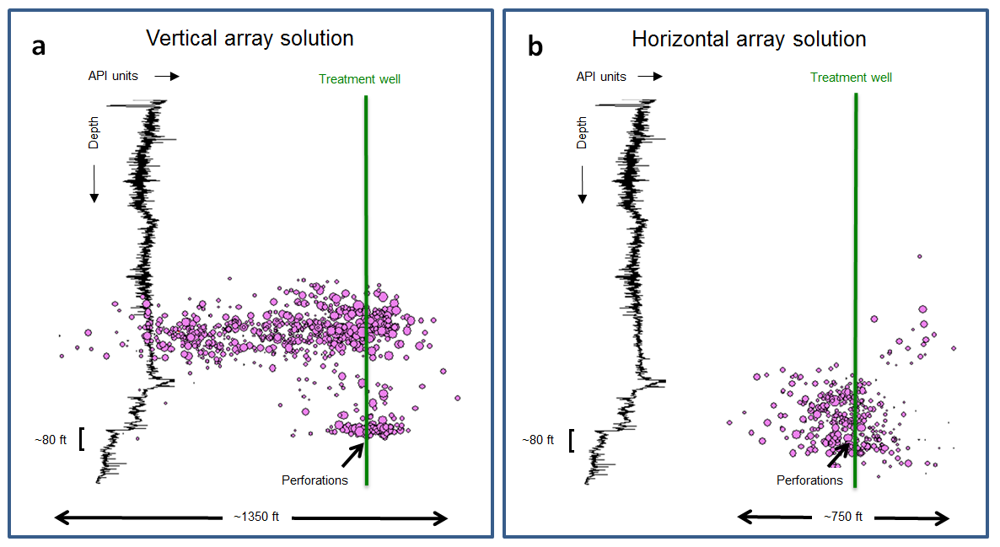 a
Vertical array solution
API units
Treatment well
Depth
~80 ft
Perforations
~1350 ft
b
Horizontal array solution
API units
Treatment well
Depth
~80 ft
Perforations
~750 ft